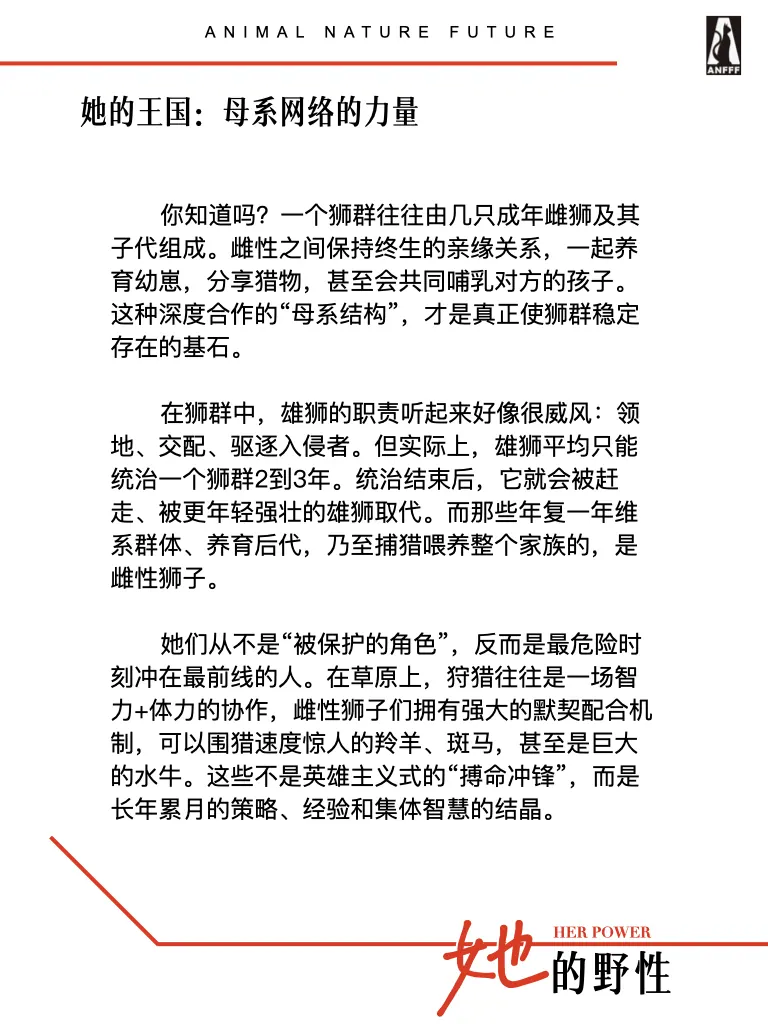 ANIMAL NATURE FUTURE
ANFFF
她的王国：母系网络的力量
你知道吗？一个狮群往往由几只成年雌狮及其
子代组成。雌性之间保持终生的亲缘关系，一起养
育幼崽，分享猎物，甚至会共同哺乳对方的孩子。
这种深度合作的“母系结构”，才是真正使狮群稳定
存在的基石。
在狮群中，雄狮的职责听起来好像很威风：领
地、交配、驱逐入侵者。但实际上，雄狮平均只能
统治一个狮群2到3年。统治结束后，它就会被赶
走、被更年轻强壮的雄狮取代。而那些年复一年维
系群体、养育后代，乃至捕猎喂养整个家族的，是
雌性狮子。
她们从不是“被保护的角色”，反而是最危险时
刻冲在最前线的人。在草原上，狩猎往往是一场智
力+体力的协作，雌性狮子们拥有强大的默契配合机
制，可以围猎速度惊人的羚羊、斑马，甚至是巨大
的水牛。这些不是英雄主义式的“搏命冲锋”，而是
长年累月的策略、经验和集体智慧的结晶。
HER POWER
她的野性